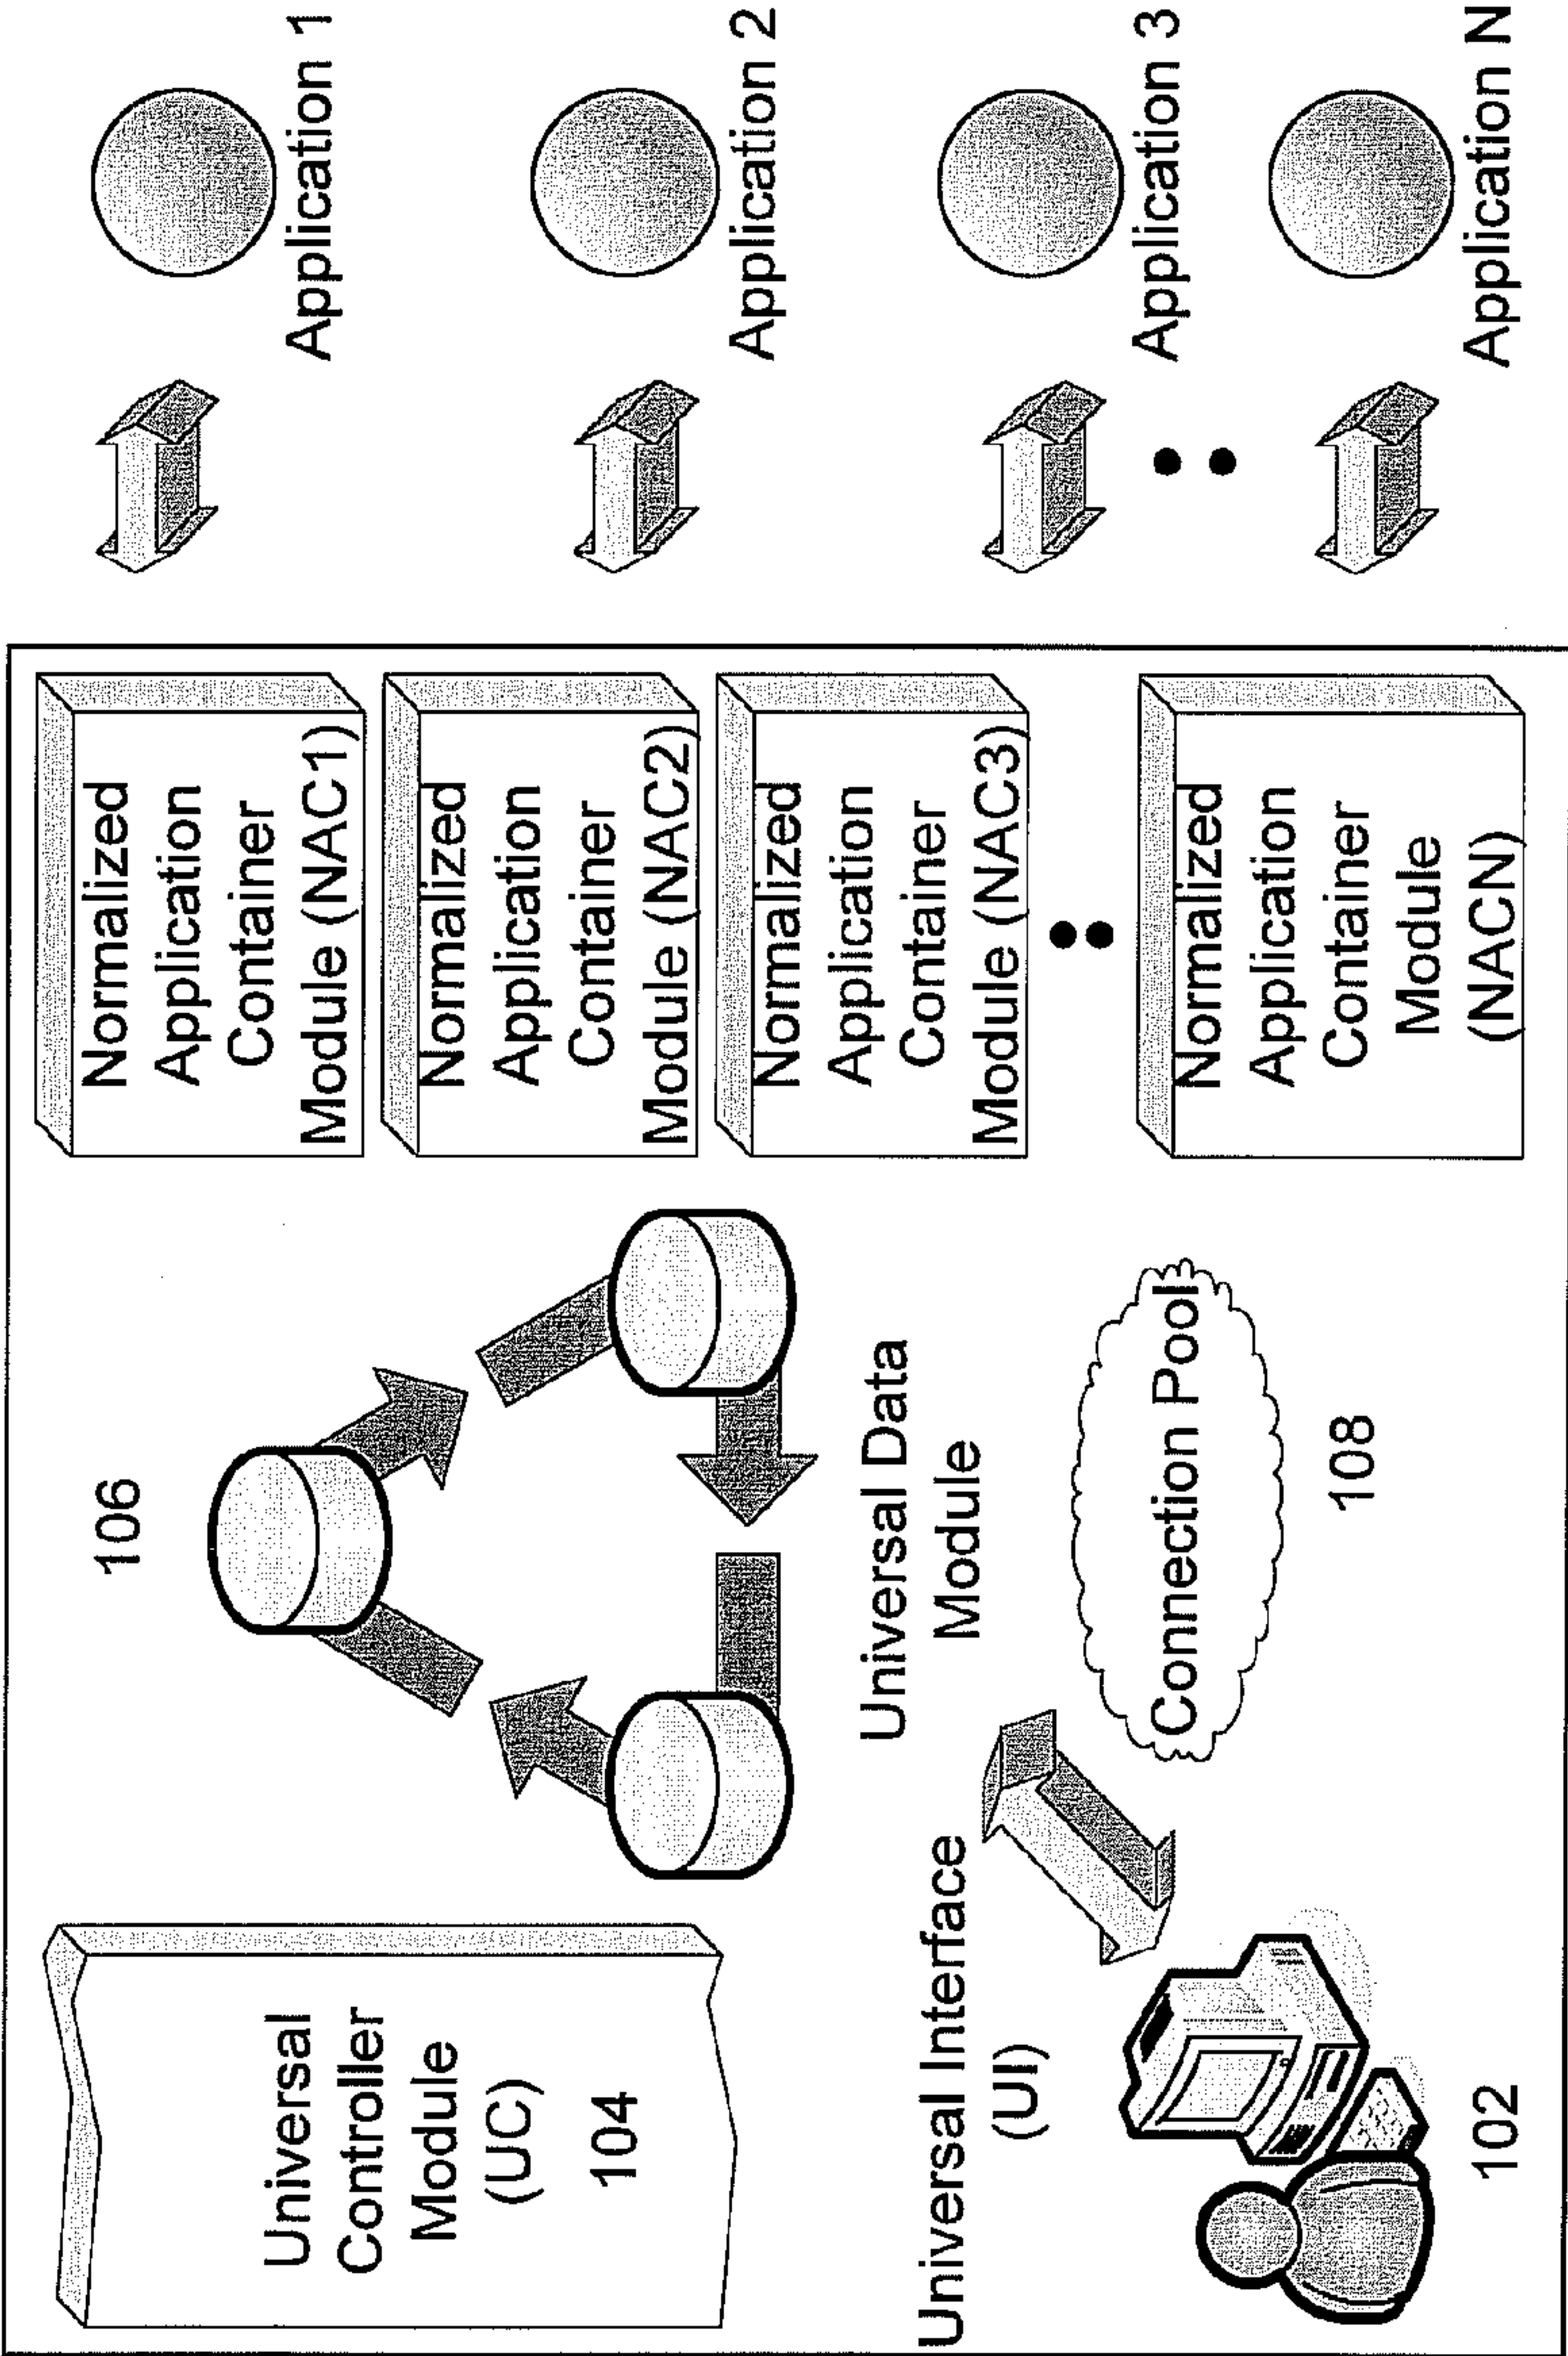 Universal
Controller
Module
(UC)
104
106
Universal Data
Module
Universal Interface
(UI)
102
Connection Pool
108
Normalized
Application
Container
Module (NAC1)
Normalized
Application
Container
Module (NAC2)
Normalized
Application
Container
Module (NAC3)
Normalized
Application
Container
Module
(NACN)
Application 1
Application 2
Application 3
Application N